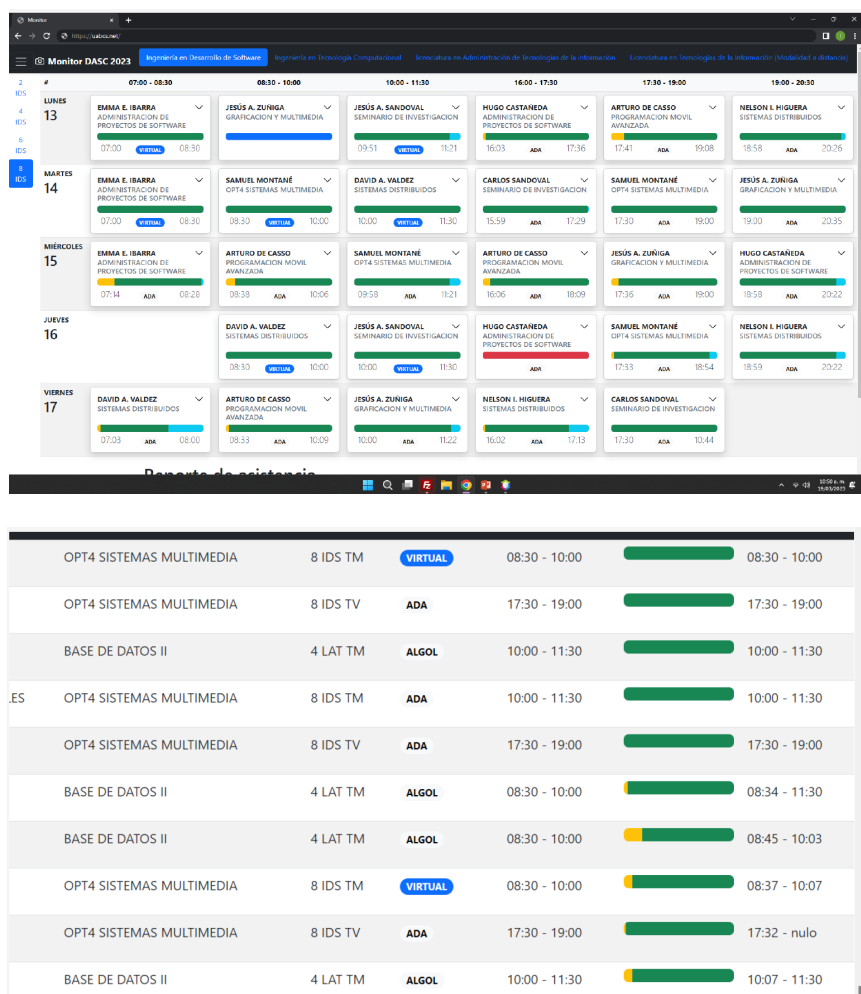 Monitor
https://uabcs.net/
Monitor DASC 2023 Ingeniería en Desarrollo de Software Ingeniería en Tecnología Computacional licenciatura en Administración de Tecnologías de la información Licenciatura en Tecnologías de la Información (Modalidad a distancia)
2 IDS
4 IDS
6 IDS
8 IDS
# 07:00 - 08:30 08:30 - 10:00 10:00 - 11:30 16:00 - 17:30 17:30 - 19:00 19:00 - 20:30
LUNES
13
EMMA E. IBARRA
ADMINISTRACION DE
PROYECTOS DE SOFTWARE
07:00 VIRTUAL 08:30
JESÚS A. ZUÑIGA
GRAFICACION Y MULTIMEDIA
JESÚS A. SANDOVAL
SEMINARIO DE INVESTIGACION
09:51 VIRTUAL 11:21
HUGO CASTAÑEDA
ADMINISTRACION DE
PROYECTOS DE SOFTWARE
16:03 ADA 17:36
ARTURO DE CASSO
PROGRAMACION MOVIL
AVANZADA
17:41 ADA 19:08
NELSON I. HIGUERA
SISTEMAS DISTRIBUIDOS
18:58 ADA 20:26
MARTES
14
EMMA E. IBARRA
ADMINISTRACION DE
PROYECTOS DE SOFTWARE
07:00 VIRTUAL 08:30
SAMUEL MONTANÉ
OPT4 SISTEMAS MULTIMEDIA
08:30 VIRTUAL 10:00
DAVID A. VALDEZ
SISTEMAS DISTRIBUIDOS
10:00 VIRTUAL 11:30
CARLOS SANDOVAL
SEMINARIO DE INVESTIGACION
15:59 ADA 17:29
SAMUEL MONTANÉ
OPT4 SISTEMAS MULTIMEDIA
17:30 ADA 19:00
JESÚS A. ZUÑIGA
GRAFICACION Y MULTIMEDIA
19:00 ADA 20:35
MIÉRCOLES
15
EMMA E. IBARRA
ADMINISTRACION DE
PROYECTOS DE SOFTWARE
07:14 ADA 08:28
ARTURO DE CASSO
PROGRAMACION MOVIL
AVANZADA
08:38 ADA 10:06
SAMUEL MONTANÉ
OPT4 SISTEMAS MULTIMEDIA
09:58 ADA 11:21
ARTURO DE CASSO
PROGRAMACION MOVIL
AVANZADA
16:06 ADA 18:09
JESÚS A. ZUÑIGA
GRAFICACION Y MULTIMEDIA
17:36 ADA 19:00
HUGO CASTAÑEDA
ADMINISTRACION DE
PROYECTOS DE SOFTWARE
18:58 ADA 20:22
JUEVES
16
DAVID A. VALDEZ
SISTEMAS DISTRIBUIDOS
08:30 VIRTUAL 10:00
JESÚS A. SANDOVAL
SEMINARIO DE INVESTIGACION
10:00 VIRTUAL 11:30
HUGO CASTAÑEDA
ADMINISTRACION DE
PROYECTOS DE SOFTWARE
ADA
SAMUEL MONTANÉ
OPT4 SISTEMAS MULTIMEDIA
17:33 ADA 18:54
NELSON I. HIGUERA
SISTEMAS DISTRIBUIDOS
18:59 ADA 20:22
VIERNES
17
DAVID A. VALDEZ
SISTEMAS DISTRIBUIDOS
07:03 ADA 08:00
ARTURO DE CASSO
PROGRAMACION MOVIL
AVANZADA
08:33 ADA 10:09
JESÚS A. ZUÑIGA
GRAFICACION Y MULTIMEDIA
10:00 ADA 11:22
NELSON I. HIGUERA
SISTEMAS DISTRIBUIDOS
16:02 ADA 17:13
CARLOS SANDOVAL
SEMINARIO DE INVESTIGACION
17:30 ADA 10:44
Reporte de asistencia
10:50 p. m.
19/03/2023
OPT4 SISTEMAS MULTIMEDIA 8 IDS TM VIRTUAL 08:30 - 10:00 08:30 - 10:00
OPT4 SISTEMAS MULTIMEDIA 8 IDS TV ADA 17:30 - 19:00 17:30 - 19:00
BASE DE DATOS II 4 LAT TM ALGOL 10:00 - 11:30 10:00 - 11:30
.ES OPT4 SISTEMAS MULTIMEDIA 8 IDS TM ADA 10:00 - 11:30 10:00 - 11:30
OPT4 SISTEMAS MULTIMEDIA 8 IDS TV ADA 17:30 - 19:00 17:30 - 19:00
BASE DE DATOS II 4 LAT TM ALGOL 08:30 - 10:00 08:34 - 11:30
BASE DE DATOS II 4 LAT TM ALGOL 08:30 - 10:00 08:45 - 10:03
OPT4 SISTEMAS MULTIMEDIA 8 IDS TM VIRTUAL 08:30 - 10:00 08:37 - 10:07
OPT4 SISTEMAS MULTIMEDIA 8 IDS TV ADA 17:30 - 19:00 17:32 - nulo
BASE DE DATOS II 4 LAT TM ALGOL 10:00 - 11:30 10:07 - 11:30